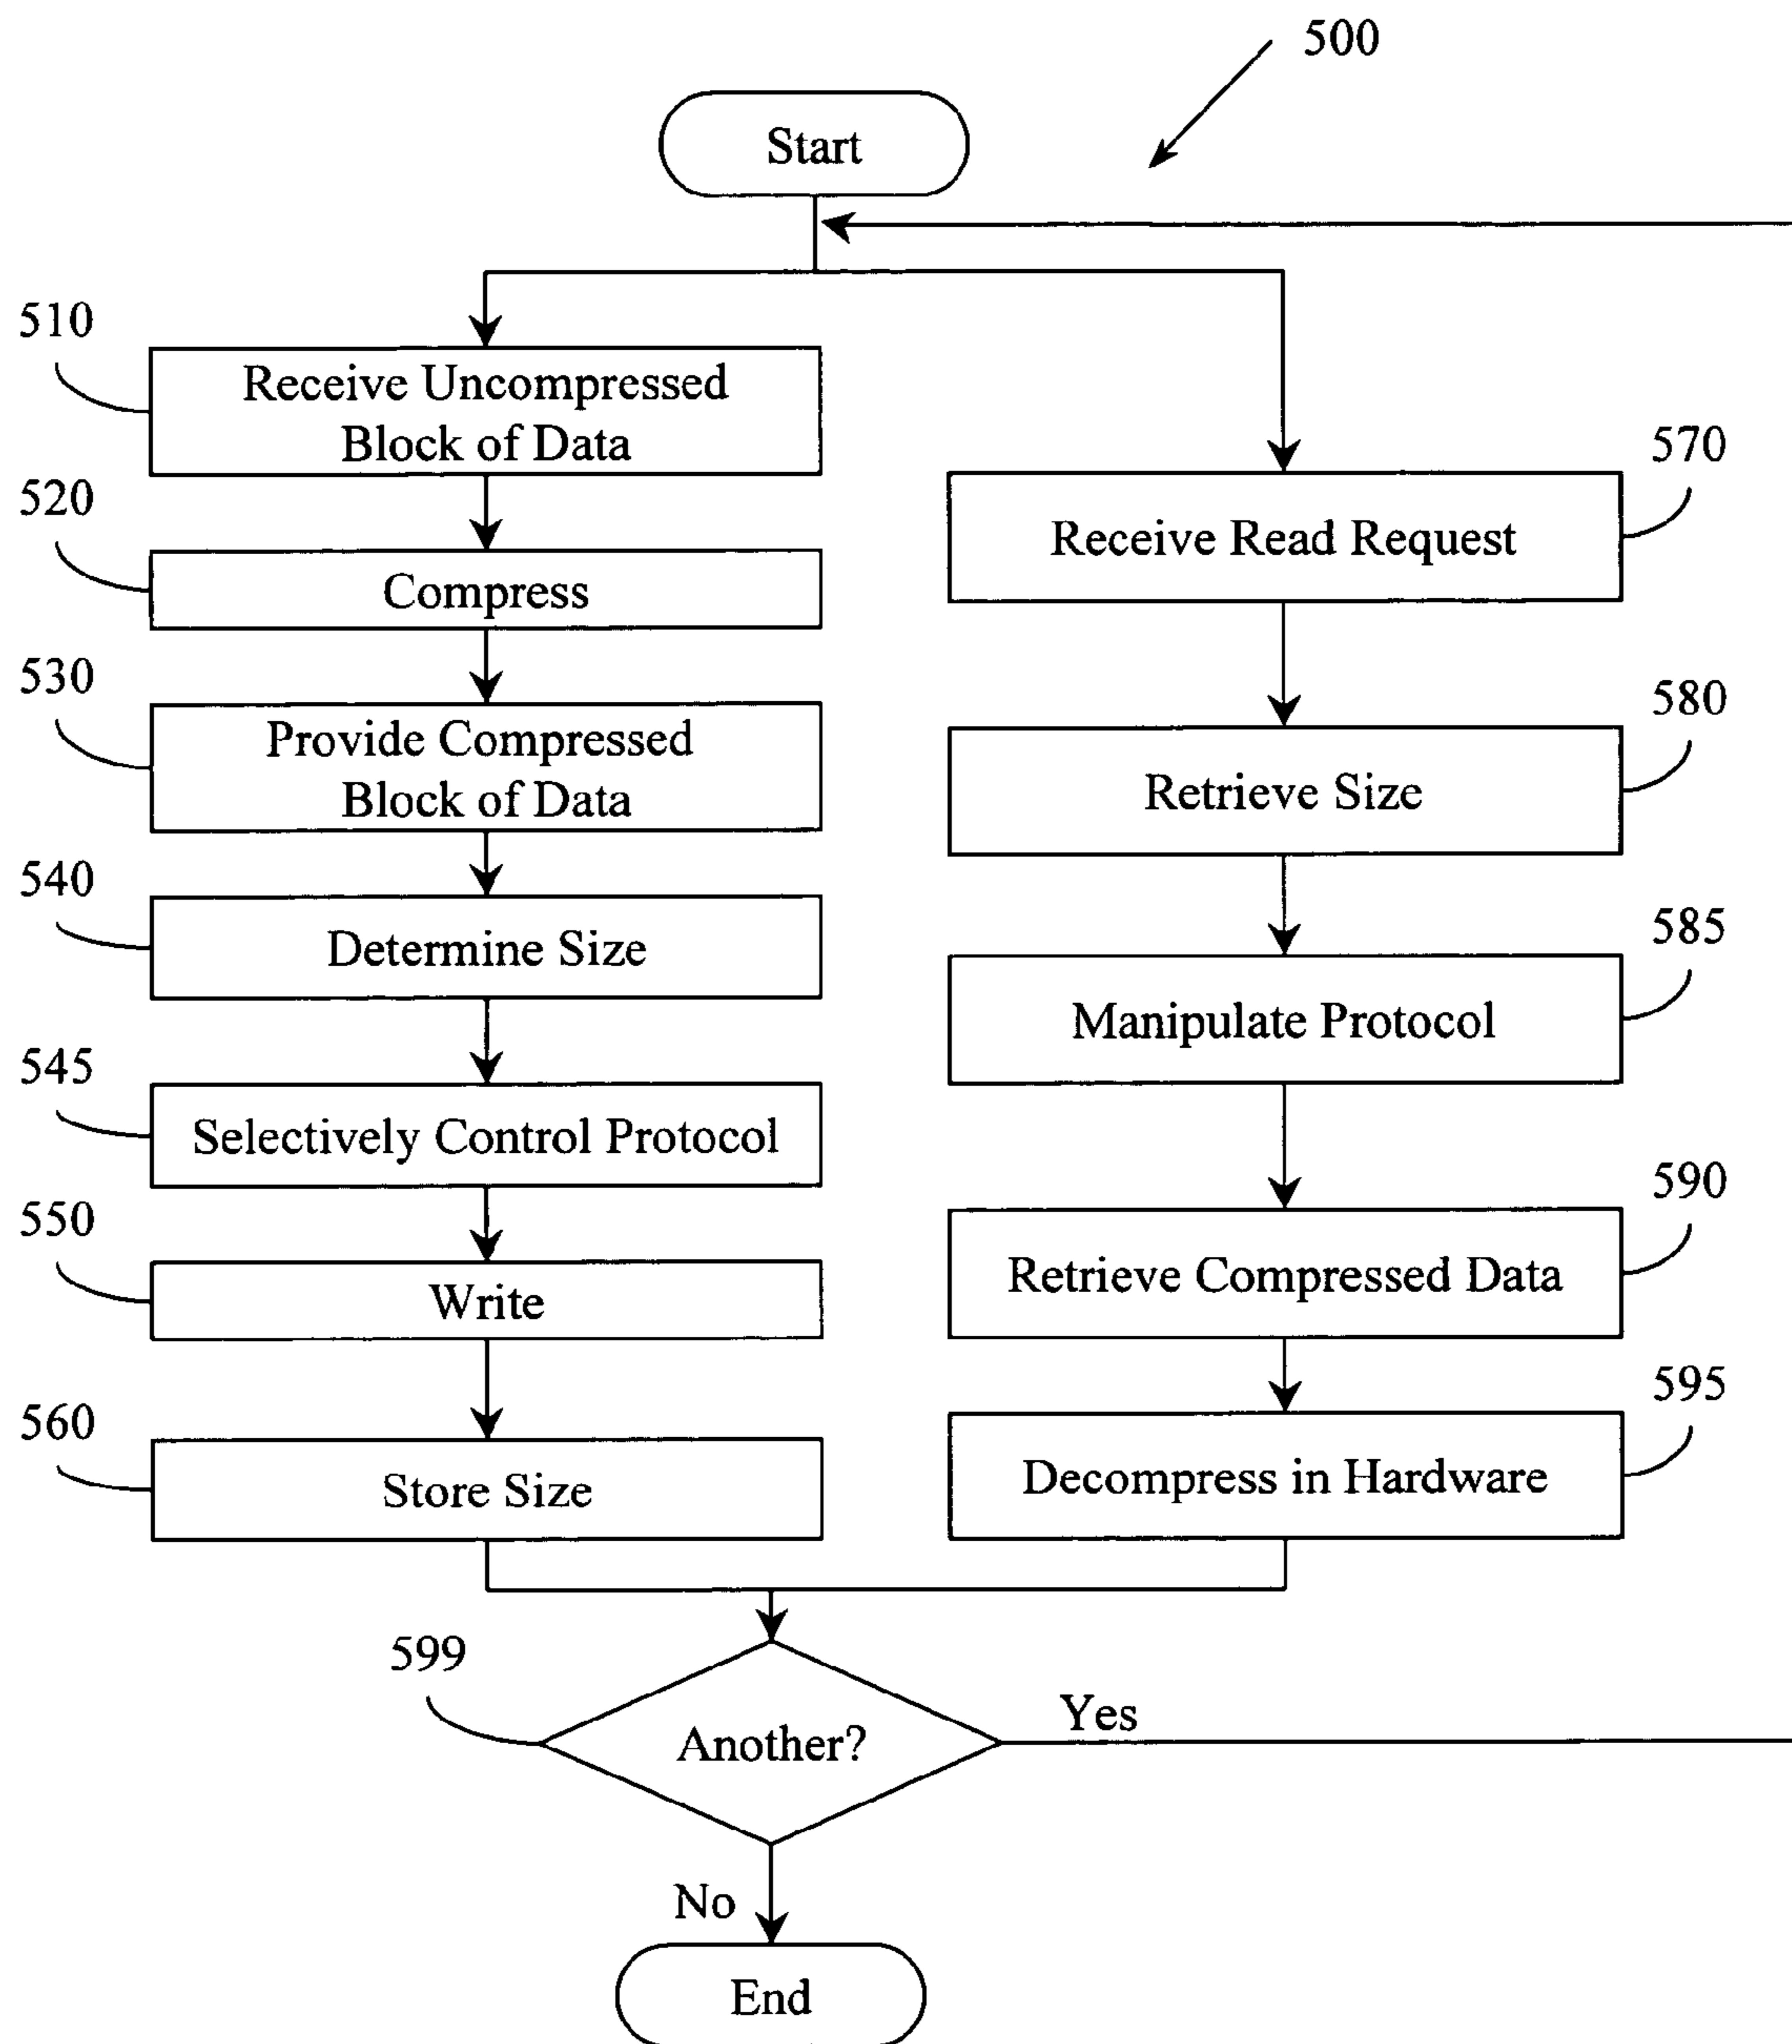 500
Start
510
Receive Uncompressed
Block of Data
520
Compress
530
Provide Compressed
Block of Data
540
Determine Size
545
Selectively Control Protocol
550
Write
560
Store Size
570
Receive Read Request
580
Retrieve Size
585
Manipulate Protocol
590
Retrieve Compressed Data
595
Decompress in Hardware
599
Another?
Yes
No
End